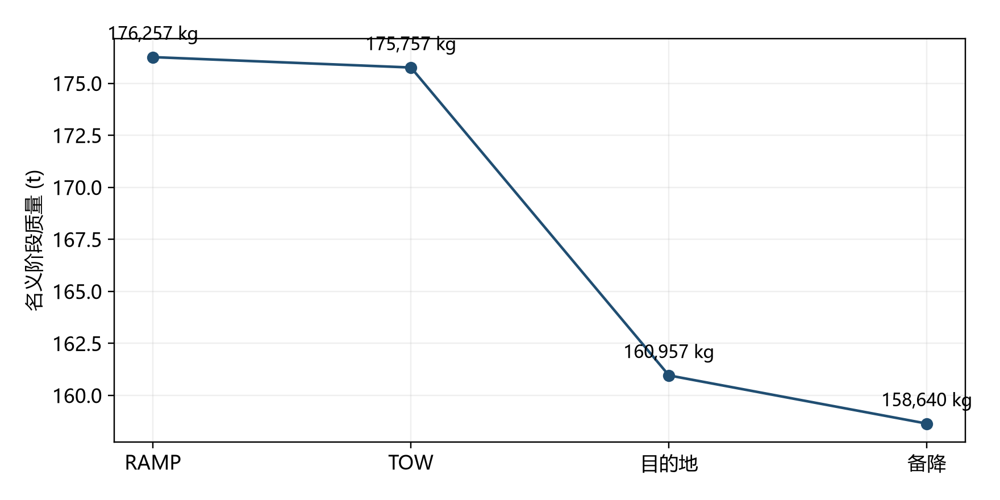 176,257 kg
175,757 kg
175.0
172.5
170.0
167.5
165.0
162.5
160.0
名义阶段质量 (t)
160,957 kg
158,640 kg
RAMP
TOW
目的地
备降